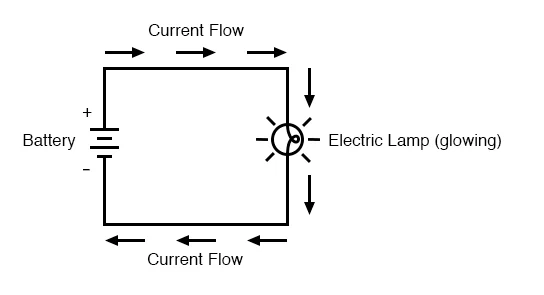 Current Flow
+
Battery
Electric Lamp (glowing)
−
Current Flow